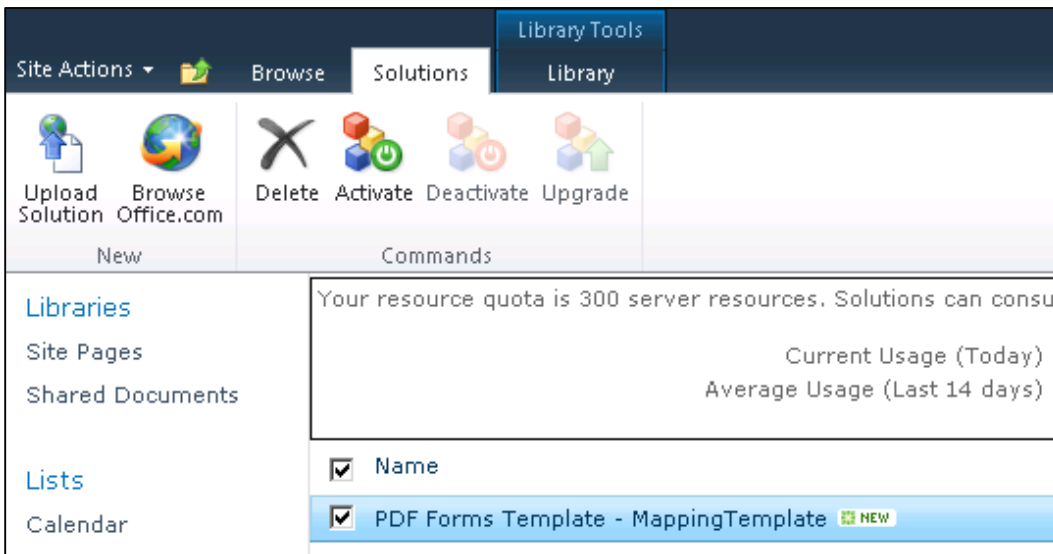 Library Tools
Site Actions Browse Solutions Library
Upload Solution Browse Office.com Delete Activate Deactivate Upgrade
New Commands
Libraries
Your resource quota is 300 server resources. Solutions can consu
Site Pages
Current Usage (Today)
Shared Documents
Average Usage (Last 14 days)
Lists
Name
Calendar
PDF Forms Template - MappingTemplate NEW